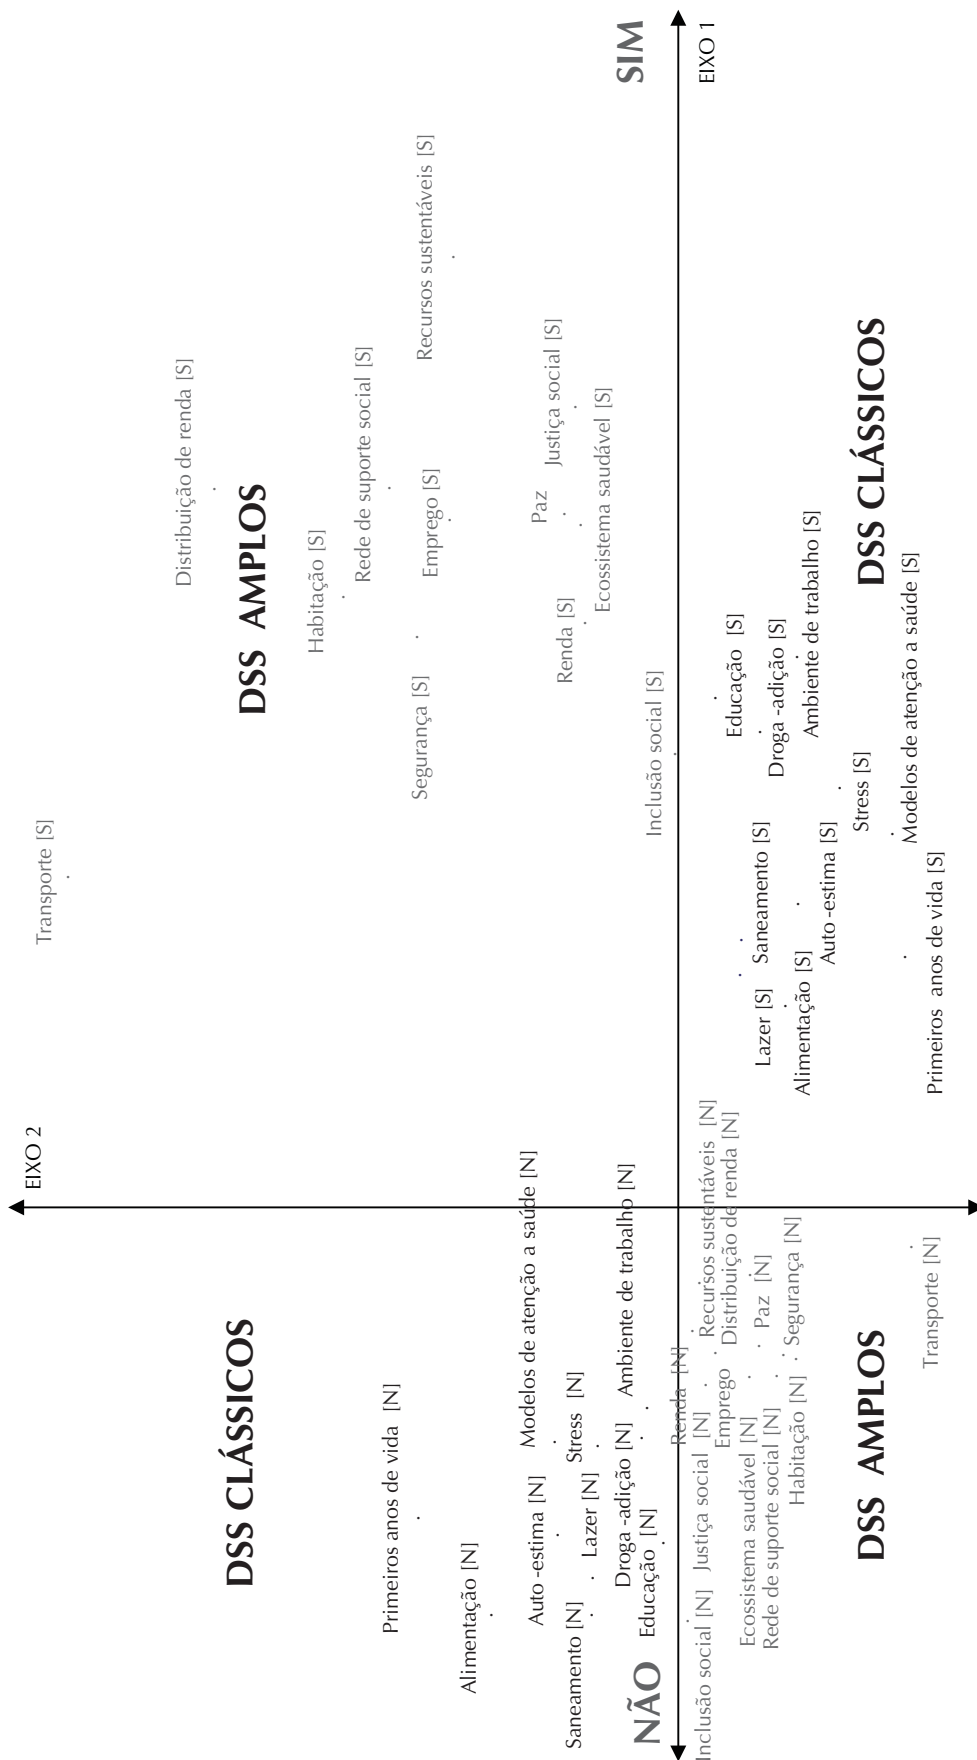 EIXO 2
Transporte [S]
Distribuição de renda [S]
DSS AMPLOS
DSS CLÁSSICOS
Habitação [S]
Rede de suporte social [S]
Primeiros anos de vida [N]
Segurança [S]
Emprego [S]
Recursos sustentáveis [S]
Alimentação [N]
Modelos de atenção a saúde [N]
Auto -estima [N]
Paz
Justiça social [S]
Renda [S]
Stress [N]
Saneamento [N]
Lazer [N]
Ecossistema saudável [S]
Droga -adição [N]
Ambiente de trabalho [N]
SIM
Educação [N]
NÃO
Inclusão social [S]
Renda [N]
EIXO 1
Inclusão social [N]
Justiça social [N]
Recursos sustentáveis [N]
Emprego
Distribuição de renda [N]
Educação [S]
Ecossistema saudável [N]
Paz [N]
Lazer [S]
Saneamento [S]
Rede de suporte social [N]
Droga -adição [S]
Habitação [N]
Segurança [N]
Alimentação [S]
Ambiente de trabalho [S]
Auto -estima [S]
Stress [S]
DSS AMPLOS
DSS CLÁSSICOS
Modelos de atenção a saúde [S]
Transporte [N]
Primeiros anos de vida [S]